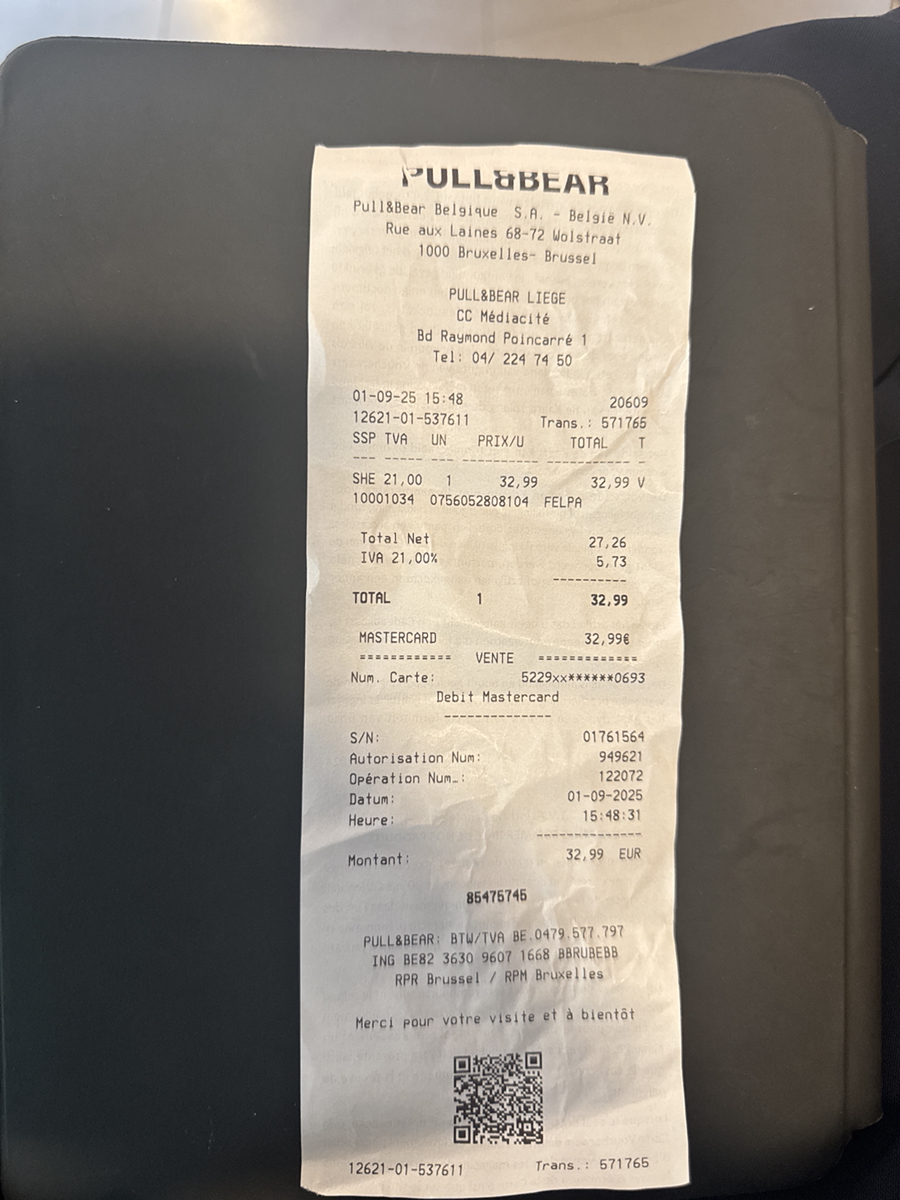 PULL&BEAR
Pull&Bear Belgique S.A. - België N.V.
Rue aux Laines 68-72 Wolstraat
1000 Bruxelles- Brussel
PULL&BEAR LIEGE
CC Médiacité
Bd Raymond Poincarré 1
Tel: 04/ 224 74 50
01-09-25 15:48 20609
12621-01-537611 Trans.: 571765
SSP TVA UN PRIX/U TOTAL T
--- ----- --- ---------- ----------- -
SHE 21,00 1 32,99 32,99 V
10001034 0756052808104 FELPA
Total Net 27,26
IVA 21,00% 5,73
----------
TOTAL 1 32,99
MASTERCARD 32,99€
============ VENTE =============
Num. Carte: 5229xx******0693
Debit Mastercard
--------------
S/N: 01761564
Autorisation Num: 949621
Opération Num.: 122072
Datum: 01-09-2025
Heure: 15:48:31
--------------
Montant: 32,99 EUR
85475745
PULL&BEAR: BTW/TVA BE.0479.577.797
ING BE82 3630 9607 1668 BBRUBEBB
RPR Brussel / RPM Bruxelles
Merci pour votre visite et à bientôt
12621-01-537611 Trans.: 571765